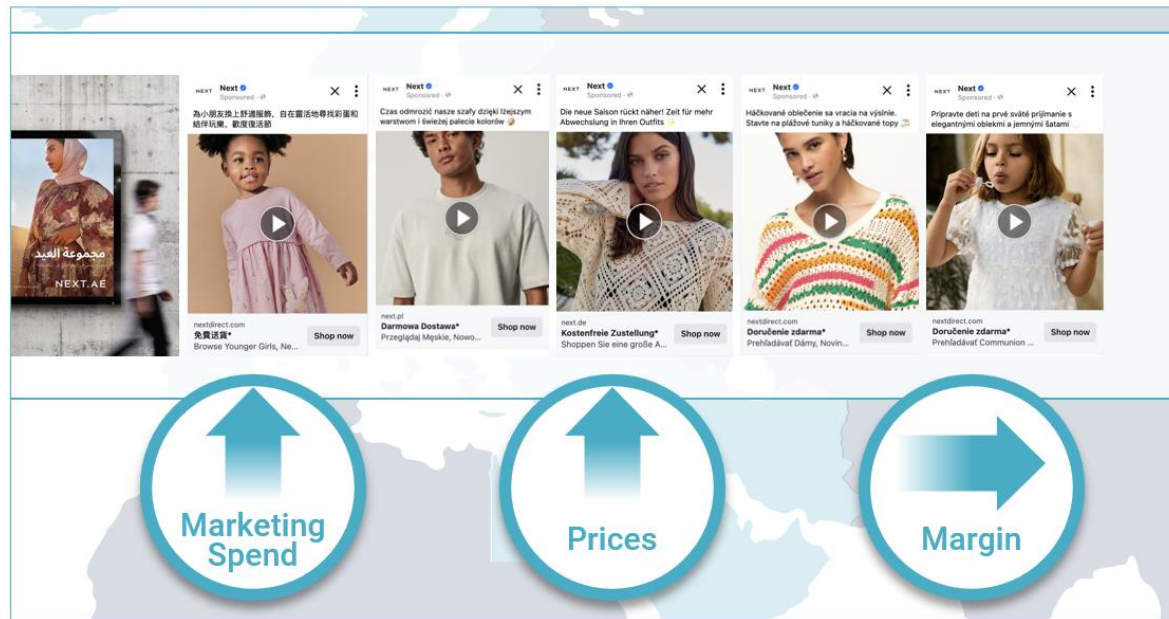 مجموعة العيد
NEXT.AE
NEXT Next
Sponsored
為小朋友換上舒適服飾，自在靈活地尋找彩蛋和
結伴玩樂，歡度復活節
nextdirect.com
免費送貨*
Browse Younger Girls, Ne...
Shop now
NEXT Next
Sponsored
Czas odmrozić nasze szafy dzięki lżejszym
warstwom i świeżej palecie kolorów
next.pl
Darmowa Dostawa*
Przeglądaj Męskie, Nowo...
Shop now
NEXT Next
Sponsored
Die neue Saison rückt näher! Zeit für mehr
Abwechslung in Ihren Outfits
next.de
Kostenfreie Zustellung*
Shoppen Sie eine große A...
Shop now
NEXT Next
Sponsored
Háčkované oblečenie sa vracia na výslnie.
Stavte na plážové tuniky a háčkované topy
nextdirect.com
Doručenie zdarma*
Prehľadávať Dámy, Novin...
Shop now
NEXT Next
Sponsored
Pripravte deti na prvé sväté prijímanie s
elegantnými oblekmi a jemnými šatami
nextdirect.com
Doručenie zdarma*
Prehľadávať Communion ...
Shop now
Marketing
Spend
Prices
Margin